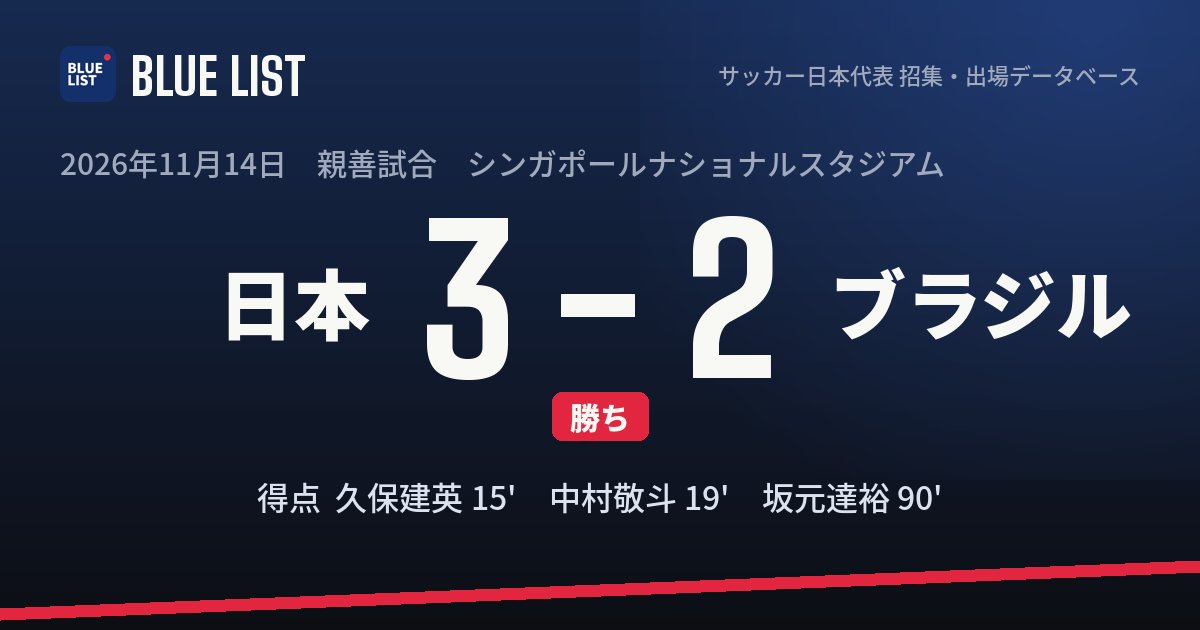 BLUE LIST
BLUE LIST
サッカー日本代表 招集・出場データベース
2026年11月14日　親善試合　シンガポールナショナルスタジアム
日本 3 – 2 ブラジル
勝ち
得点 久保建英 15'　中村敬斗 19'　坂元達裕 90'